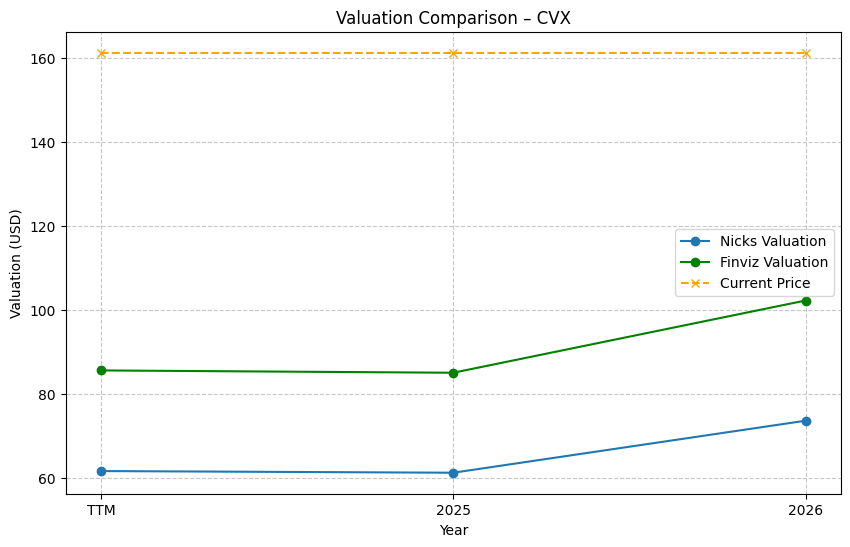 Valuation Comparison – CVX
Valuation (USD)
160
140
120
100
80
60
Nicks Valuation
Finviz Valuation
Current Price
TTM
2025
2026
Year